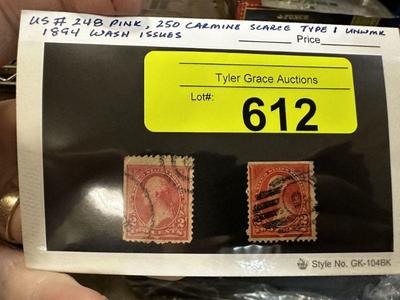 US # 248 PINK, 250 CARMINE SCARCE TYPE 1 UNWMK
1894 WASH ISSUES
Price
Tyler Grace Auctions
Lot#:
612
Style No. GK-104BK